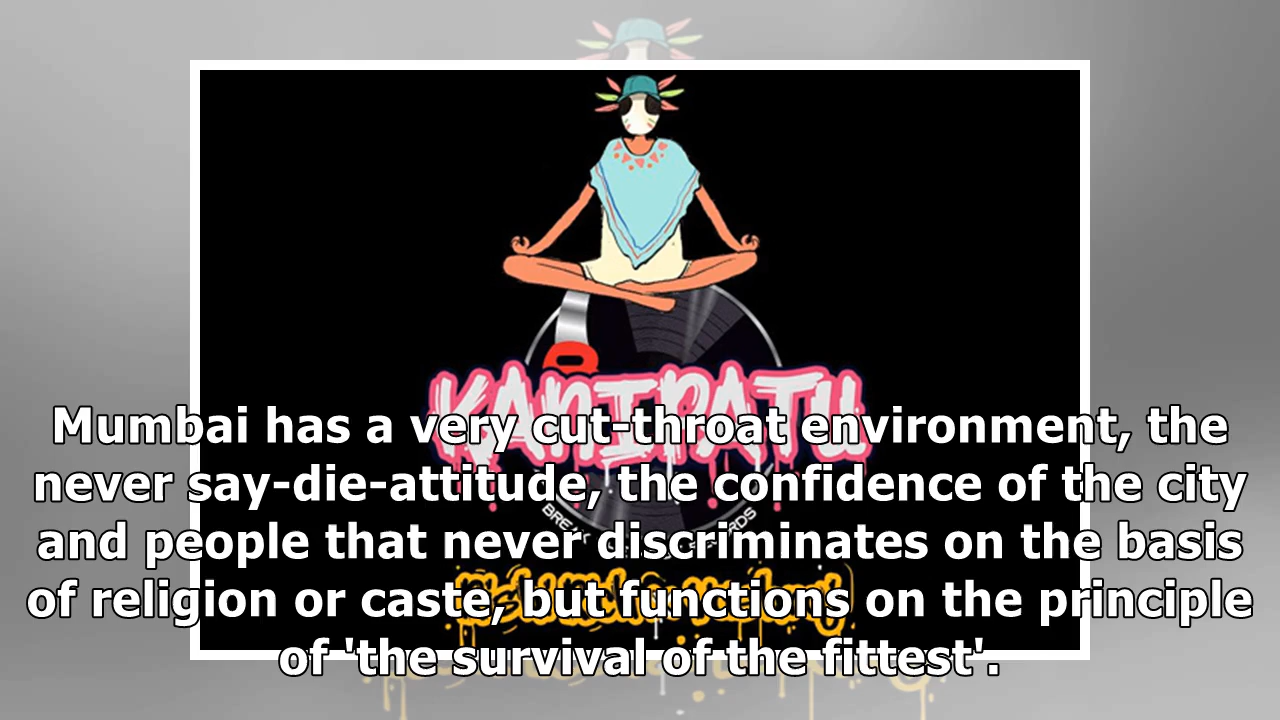 KANIPATU
Mumbai has a very cut-throat environment, the
never say-die-attitude, the confidence of the city
and people that never discriminates on the basis
of religion or caste, but functions on the principle
of 'the survival of the fittest'.